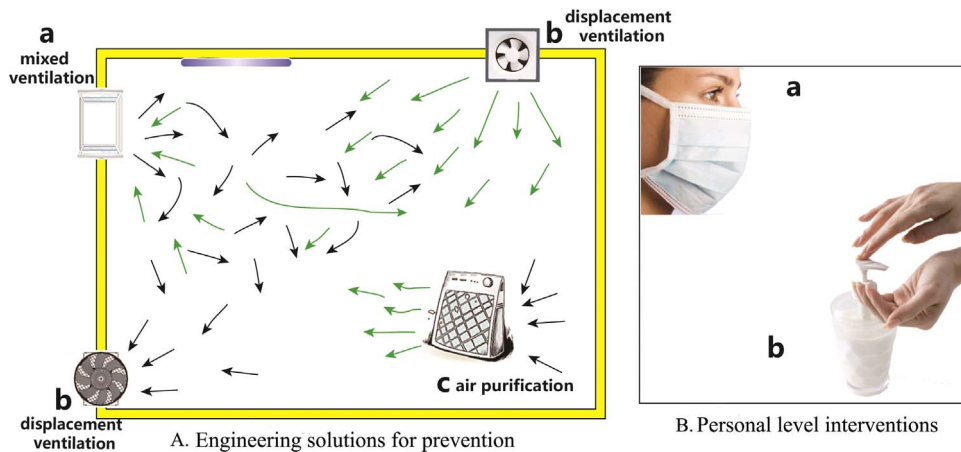 a
mixed
ventilation
b
displacement
ventilation
b
displacement
ventilation
c air purification
A. Engineering solutions for prevention
a
b
B. Personal level interventions